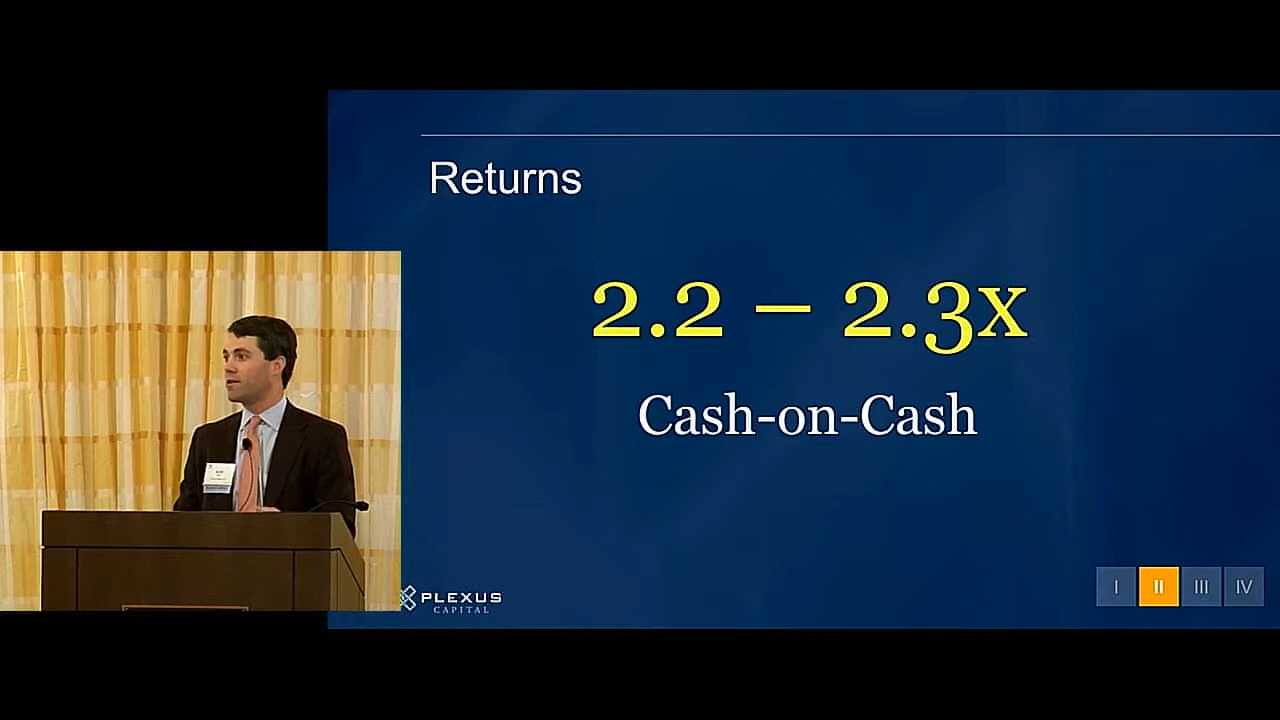 Returns
2.2 – 2.3x
Cash-on-Cash
PLEXUS
CAPITAL
I II III IV